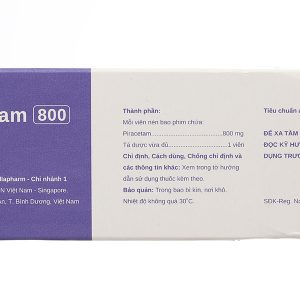 am 800
Thành phần:
Mỗi viên nén bao phim chứa:
Piracetam 800 mg
Tá dược vừa đủ 1 viên
Chỉ định, Cách dùng, Chống chỉ định và
các thông tin khác: Xem trong tờ hướng
dẫn sử dụng thuốc kèm theo.
Bảo quản: Trong bao bì kín, nơi khô.
Nhiệt độ không quá 30°C.
Tiêu chuẩn
ĐỂ XA TẦM
ĐỌC KỸ HƯ
DỤNG TRƯỚ
SĐK-Reg. No
llapharm - Chi nhánh 1
N Việt Nam - Singapore,
An, T. Bình Dương, Việt Nam